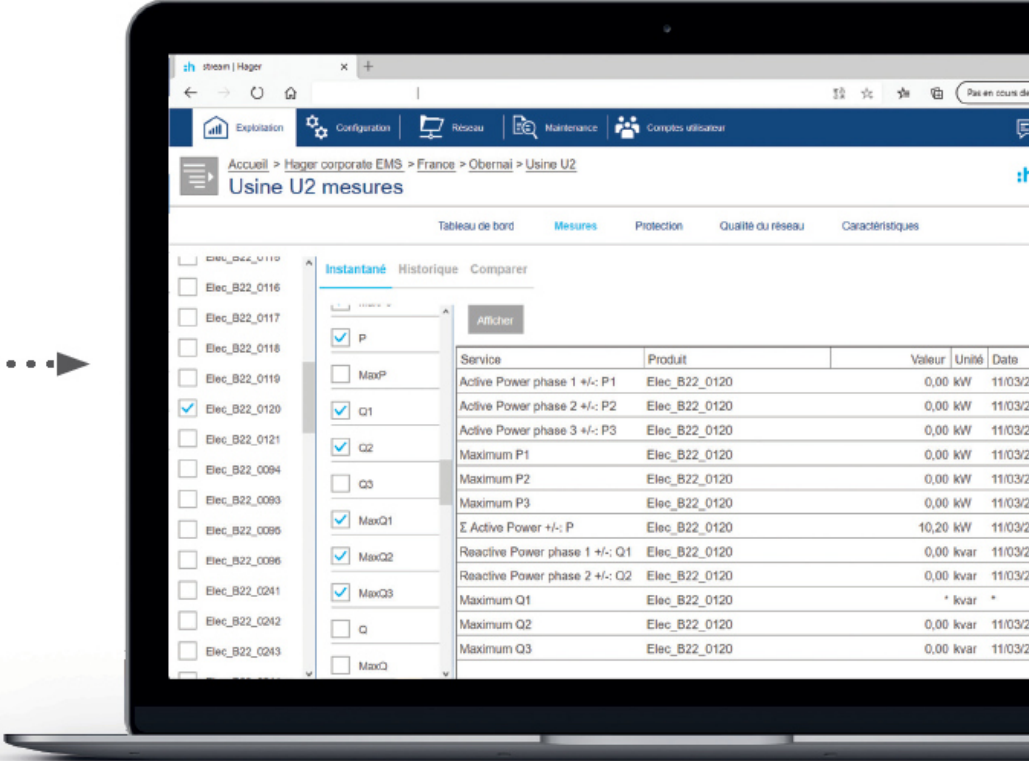 :h stream | Hager
Pas en cours de
Exploitation Configuration Réseau Maintenance Comptes utilisateur
Accueil > Hager corporate EMS > France > Obernai > Usine U2
Usine U2 mesures
Tableau de bord Mesures Protection Qualité du réseau Caractéristiques
Instantané Historique Comparer
Elec_B22_0115
Elec_B22_0116
Elec_B22_0117
Elec_B22_0118
Elec_B22_0119
Elec_B22_0120
Elec_B22_0121
Elec_B22_0094
Elec_B22_0093
Elec_B22_0095
Elec_B22_0096
Elec_B22_0241
Elec_B22_0242
Elec_B22_0243
P
MaxP
Q1
Q2
Q3
MaxQ1
MaxQ2
MaxQ3
Q
MaxQ
Afficher
Service Produit Valeur Unité Date
Active Power phase 1 +/-: P1 Elec_B22_0120 0,00 kW 11/03/2
Active Power phase 2 +/-: P2 Elec_B22_0120 0,00 kW 11/03/2
Active Power phase 3 +/-: P3 Elec_B22_0120 0,00 kW 11/03/2
Maximum P1 Elec_B22_0120 0,00 kW 11/03/2
Maximum P2 Elec_B22_0120 0,00 kW 11/03/2
Maximum P3 Elec_B22_0120 0,00 kW 11/03/2
Σ Active Power +/-: P Elec_B22_0120 10,20 kW 11/03/2
Reactive Power phase 1 +/-: Q1 Elec_B22_0120 0,00 kvar 11/03/2
Reactive Power phase 2 +/-: Q2 Elec_B22_0120 0,00 kvar 11/03/2
Maximum Q1 Elec_B22_0120 * kvar *
Maximum Q2 Elec_B22_0120 0,00 kvar 11/03/2
Maximum Q3 Elec_B22_0120 0,00 kvar 11/03/2